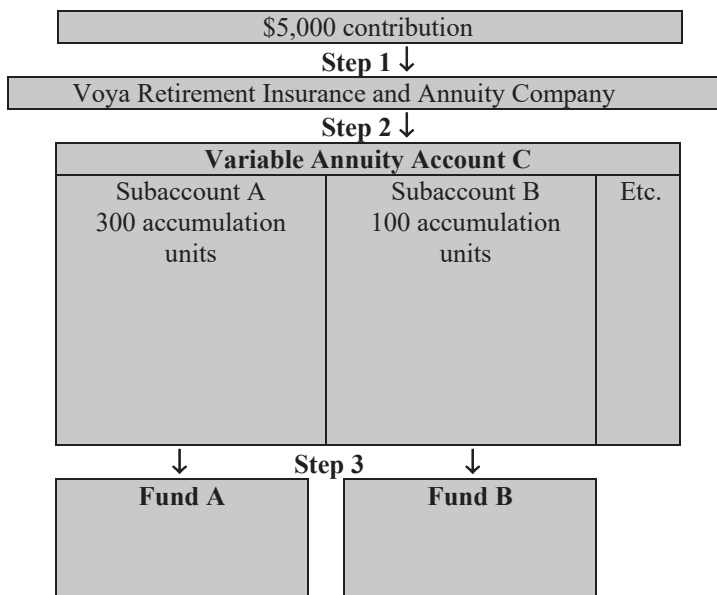 $5,000 contribution
Step 1 ↓
Voya Retirement Insurance and Annuity Company
Step 2 ↓
Variable Annuity Account C
Subaccount A
300 accumulation
units
Subaccount B
100 accumulation
units
Etc.
↓ Step 3 ↓
Fund A
Fund B